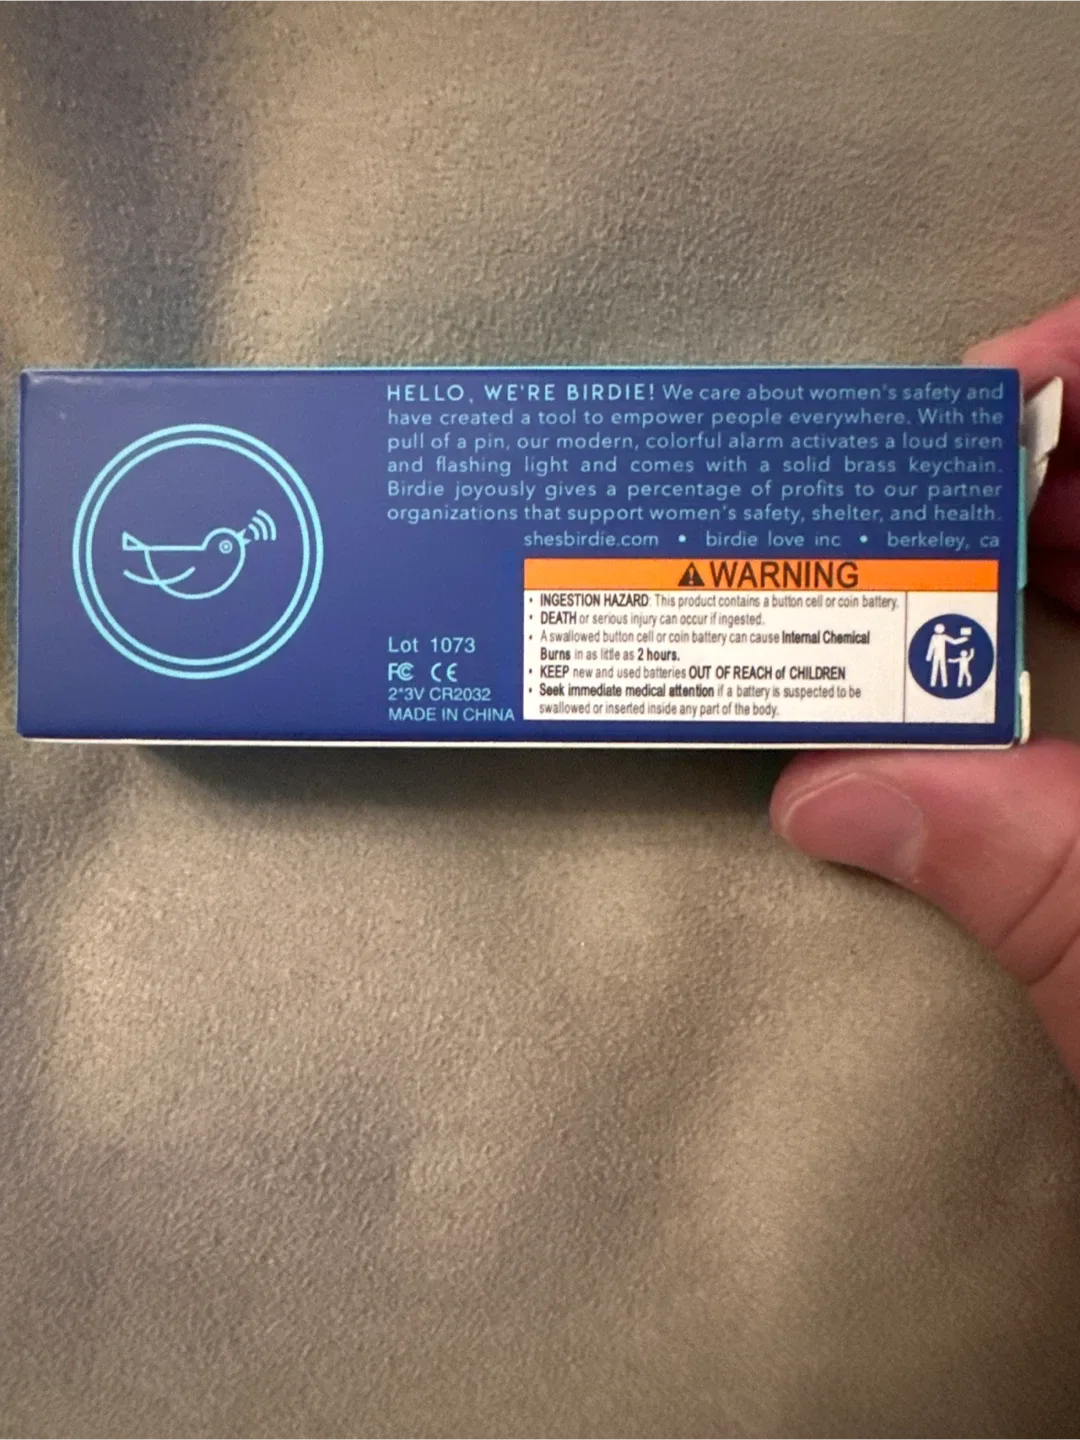 HELLO, WE'RE BIRDIE! We care about women's safety and
have created a tool to empower people everywhere. With the
pull of a pin, our modern, colorful alarm activates a loud siren
and flashing light and comes with a solid brass keychain.
Birdie joyously gives a percentage of profits to our partner
organizations that support women's safety, shelter, and health.
shesbirdie.com • birdie love inc • berkeley, ca
Lot 1073
FC CE
2*3V CR2032
MADE IN CHINA
⚠ WARNING
• INGESTION HAZARD: This product contains a button cell or coin battery.
• DEATH or serious injury can occur if ingested.
• A swallowed button cell or coin battery can cause Internal Chemical
Burns in as little as 2 hours.
• KEEP new and used batteries OUT OF REACH of CHILDREN
• Seek immediate medical attention if a battery is suspected to be
swallowed or inserted inside any part of the body.